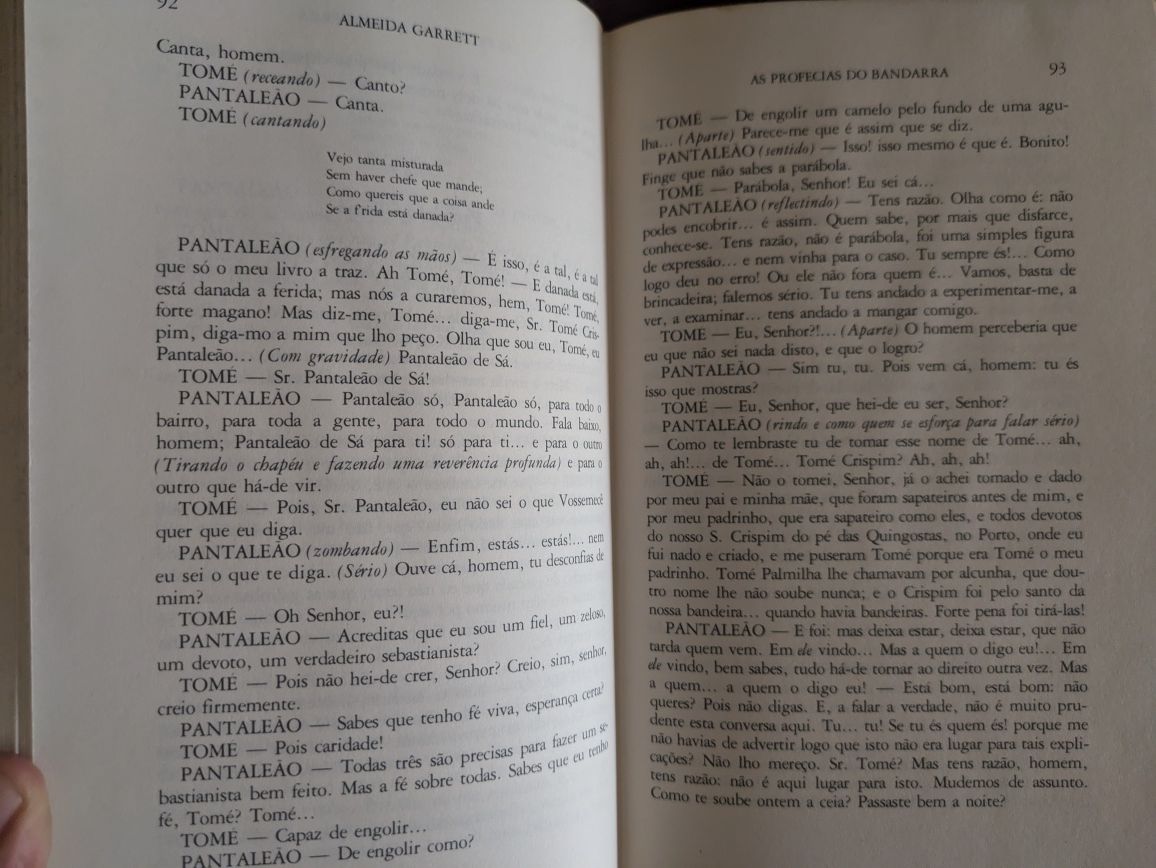 92
ALMEIDA GARRETT
Canta, homem.
TOMÉ (receando) — Canto?
PANTALEÃO — Canta.
TOMÉ (cantando)
Vejo tanta misturada
Sem haver chefe que mande;
Como quereis que a coisa ande
Se a f'rida está danada?
PANTALEÃO (esfregando as mãos) — É isso, é a tal, é a tal
que só o meu livro a traz. Ah Tomé, Tomé! — E danada está,
está danada a ferida; mas nós a curaremos, hem, Tomé! Tomé,
forte magano! Mas diz-me, Tomé... diga-me, Sr. Tomé Cris-
pim, diga-mo a mim que lho peço. Olha que sou eu, Tomé, eu
Pantaleão... (Com gravidade) Pantaleão de Sá.
TOMÉ — Sr. Pantaleão de Sá!
PANTALEÃO — Pantaleão só, Pantaleão só, para todo o
bairro, para toda a gente, para todo o mundo. Fala baixo,
homem; Pantaleão de Sá para ti! só para ti... e para o outro
(Tirando o chapéu e fazendo uma reverência profunda) e para o
outro que há-de vir.
TOMÉ — Pois, Sr. Pantaleão, eu não sei o que Vossemecê
quer que eu diga.
PANTALEÃO (zombando) — Enfim, estás... estás!... nem
eu sei o que te diga. (Sério) Ouve cá, homem, tu desconfias de
mim?
TOMÉ — Oh Senhor, eu?!
PANTALEÃO — Acreditas que eu sou um fiel, um zeloso,
um devoto, um verdadeiro sebastianista?
TOMÉ — Pois não hei-de crer, Senhor? Creio, sim, senhor,
creio firmemente.
PANTALEÃO — Sabes que tenho fé viva, esperança certa?
TOMÉ — Pois caridade!
PANTALEÃO — Todas três são precisas para fazer um se-
bastianista bem feito. Mas a fé sobre todas. Sabes que eu tenho
fé, Tomé? Tomé...
TOMÉ — Capaz de engolir...
PANTALEÃO — De engolir como?
AS PROFECIAS DO BANDARRA
93
TOMÉ — De engolir um camelo pelo fundo de uma agu-
lha... (Aparte) Parece-me que é assim que se diz.
PANTALEÃO (sentido) — Isso! isso mesmo é que é. Bonito!
Finge que não sabes a parábola.
TOMÉ — Parábola, Senhor! Eu sei cá...
PANTALEÃO (reflectindo) — Tens razão. Olha como é: não
podes encobrir... é assim. Quem sabe, por mais que disfarce,
conhece-se. Tens razão, não é parábola, foi uma simples figura
de expressão... e nem vinha para o caso. Tu sempre és!... Como
logo deu no erro! Ou ele não fora quem é... Vamos, basta de
brincadeira; falemos sério. Tu tens andado a experimentar-me, a
ver, a examinar... tens andado a mangar comigo.
TOMÉ — Eu, Senhor?!... (Aparte) O homem perceberia que
eu que não sei nada disto, e que o logro?
PANTALEÃO — Sim tu, tu. Pois vem cá, homem: tu és
isso que mostras?
TOMÉ — Eu, Senhor, que hei-de eu ser, Senhor?
PANTALEÃO (rindo e como quem se esforça para falar sério)
— Como te lembraste tu de tomar esse nome de Tomé... ah,
ah, ah!... de Tomé... Tomé Crispim? Ah, ah, ah!
TOMÉ — Não o tomei, Senhor, já o achei tomado e dado
por meu pai e minha mãe, que foram sapateiros antes de mim, e
por meu padrinho, que era sapateiro como eles, e todos devotos
do nosso S. Crispim do pé das Quingostas, no Porto, onde eu
fui nado e criado, e me puseram Tomé porque era Tomé o meu
padrinho. Tomé Palmilha lhe chamavam por alcunha, que dou-
tro nome lhe não soube nunca; e o Crispim foi pelo santo da
nossa bandeira... quando havia bandeiras. Forte pena foi tirá-las!
PANTALEÃO — E foi: mas deixa estar, deixa estar, que não
tarda quem vem. Em ele vindo... Mas a quem o digo eu!... Em
ele vindo, bem sabes, tudo há-de tornar ao direito outra vez. Mas
a quem... a quem o digo eu! — Está bom, está bom: não
queres? Pois não digas. E, a falar a verdade, não é muito pru-
dente esta conversa aqui. Tu... tu! Se tu és quem és! porque me
não havias de advertir logo que isto não era lugar para tais expli-
cações? Não lho mereço. Sr. Tomé? Mas tens razão, homem,
tens razão: não é aqui lugar para isto. Mudemos de assunto.
Como te soube ontem a ceia? Passaste bem a noite?